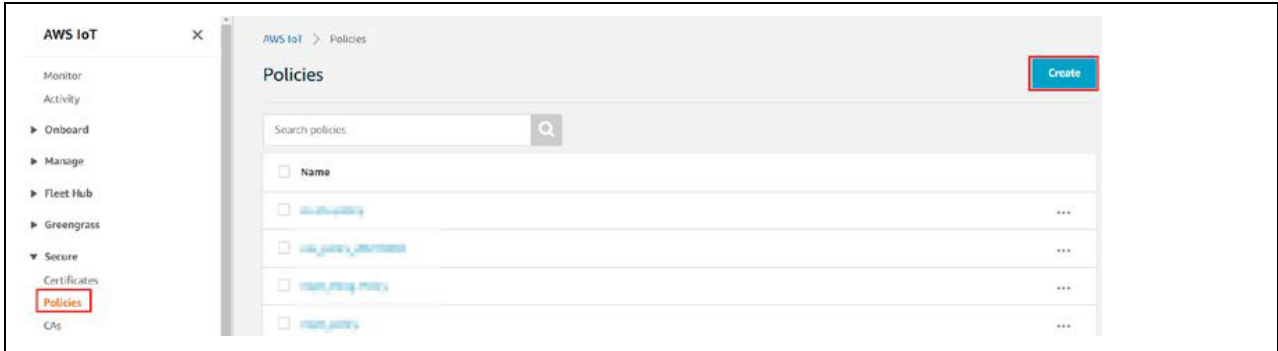 AWS IoT
Monitor
Activity
Onboard
Manage
Fleet Hub
Greengrass
Secure
Certificates
Policies
CAs
AWS IoT > Policies
Policies
Create
Search policies
Name